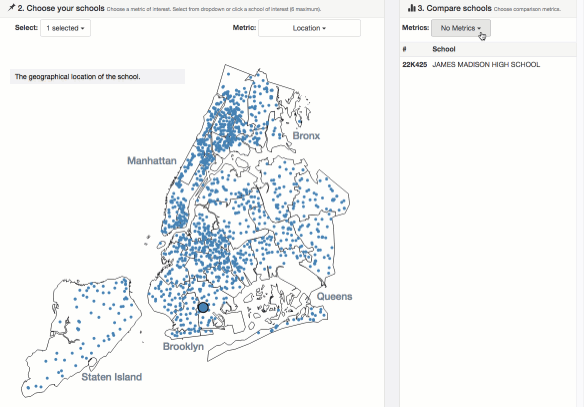 2. Choose your schools Choose a metric of interest. Select from dropdown or click a school of interest (6 maximum).
Select: 1 selected Metric: Location
The geographical location of the school.
Bronx
Manhattan
Queens
Brooklyn
Staten Island
3. Compare schools Choose comparison metrics.
Metrics: No Metrics
# School
22K425 JAMES MADISON HIGH SCHOOL